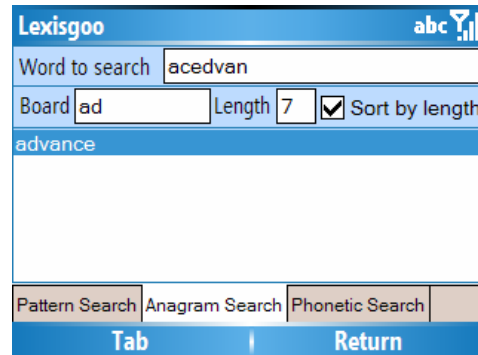 Lexisgoo abc
Word to search acedvan
Board ad Length 7 Sort by length
advance
Pattern Search Anagram Search Phonetic Search
Tab Return